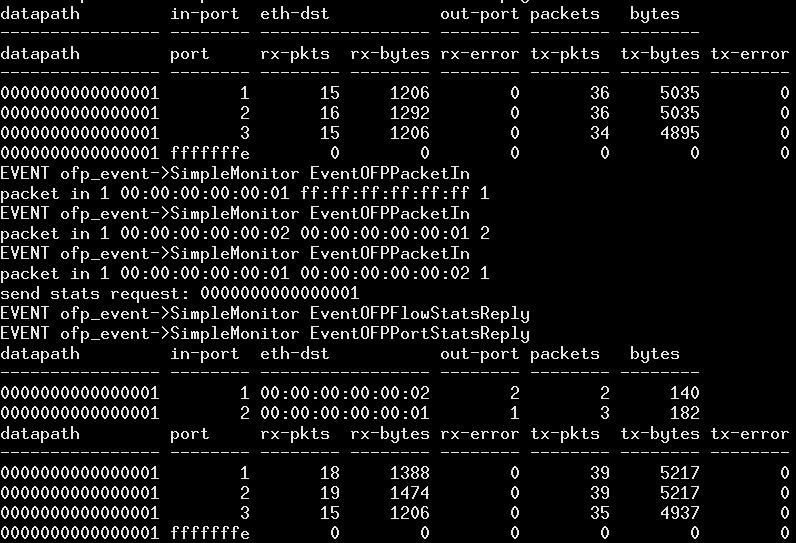 datapath         in-port  eth-dst           out-port packets  bytes
---------------- -------- ----------------- -------- -------- --------
datapath         port     rx-pkts  rx-bytes rx-error tx-pkts  tx-bytes tx-error
---------------- -------- -------- -------- -------- -------- -------- --------
0000000000000001        1       15     1206        0       36     5035        0
0000000000000001        2       16     1292        0       36     5035        0
0000000000000001        3       15     1206        0       34     4895        0
0000000000000001 fffffffe        0        0        0        0        0        0
EVENT ofp_event->SimpleMonitor EventOFPPacketIn
packet in 1 00:00:00:00:00:01 ff:ff:ff:ff:ff:ff 1
EVENT ofp_event->SimpleMonitor EventOFPPacketIn
packet in 1 00:00:00:00:00:02 00:00:00:00:00:01 2
EVENT ofp_event->SimpleMonitor EventOFPPacketIn
packet in 1 00:00:00:00:00:01 00:00:00:00:00:02 1
send stats request: 0000000000000001
EVENT ofp_event->SimpleMonitor EventOFPFlowStatsReply
EVENT ofp_event->SimpleMonitor EventOFPPortStatsReply
datapath         in-port  eth-dst           out-port packets  bytes
---------------- -------- ----------------- -------- -------- --------
0000000000000001        1 00:00:00:00:00:02        2        2      140
0000000000000001        2 00:00:00:00:00:01        1        3      182
datapath         port     rx-pkts  rx-bytes rx-error tx-pkts  tx-bytes tx-error
---------------- -------- -------- -------- -------- -------- -------- --------
0000000000000001        1       18     1388        0       39     5217        0
0000000000000001        2       19     1474        0       39     5217        0
0000000000000001        3       15     1206        0       35     4937        0
0000000000000001 fffffffe        0        0        0        0        0        0